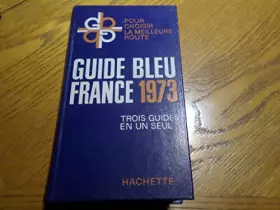 POUR
CHOISIR
LA MEILLEURE
ROUTE
GUIDE BLEU
FRANCE 1973
TROIS GUIDES
EN UN SEUL
HACHETTE